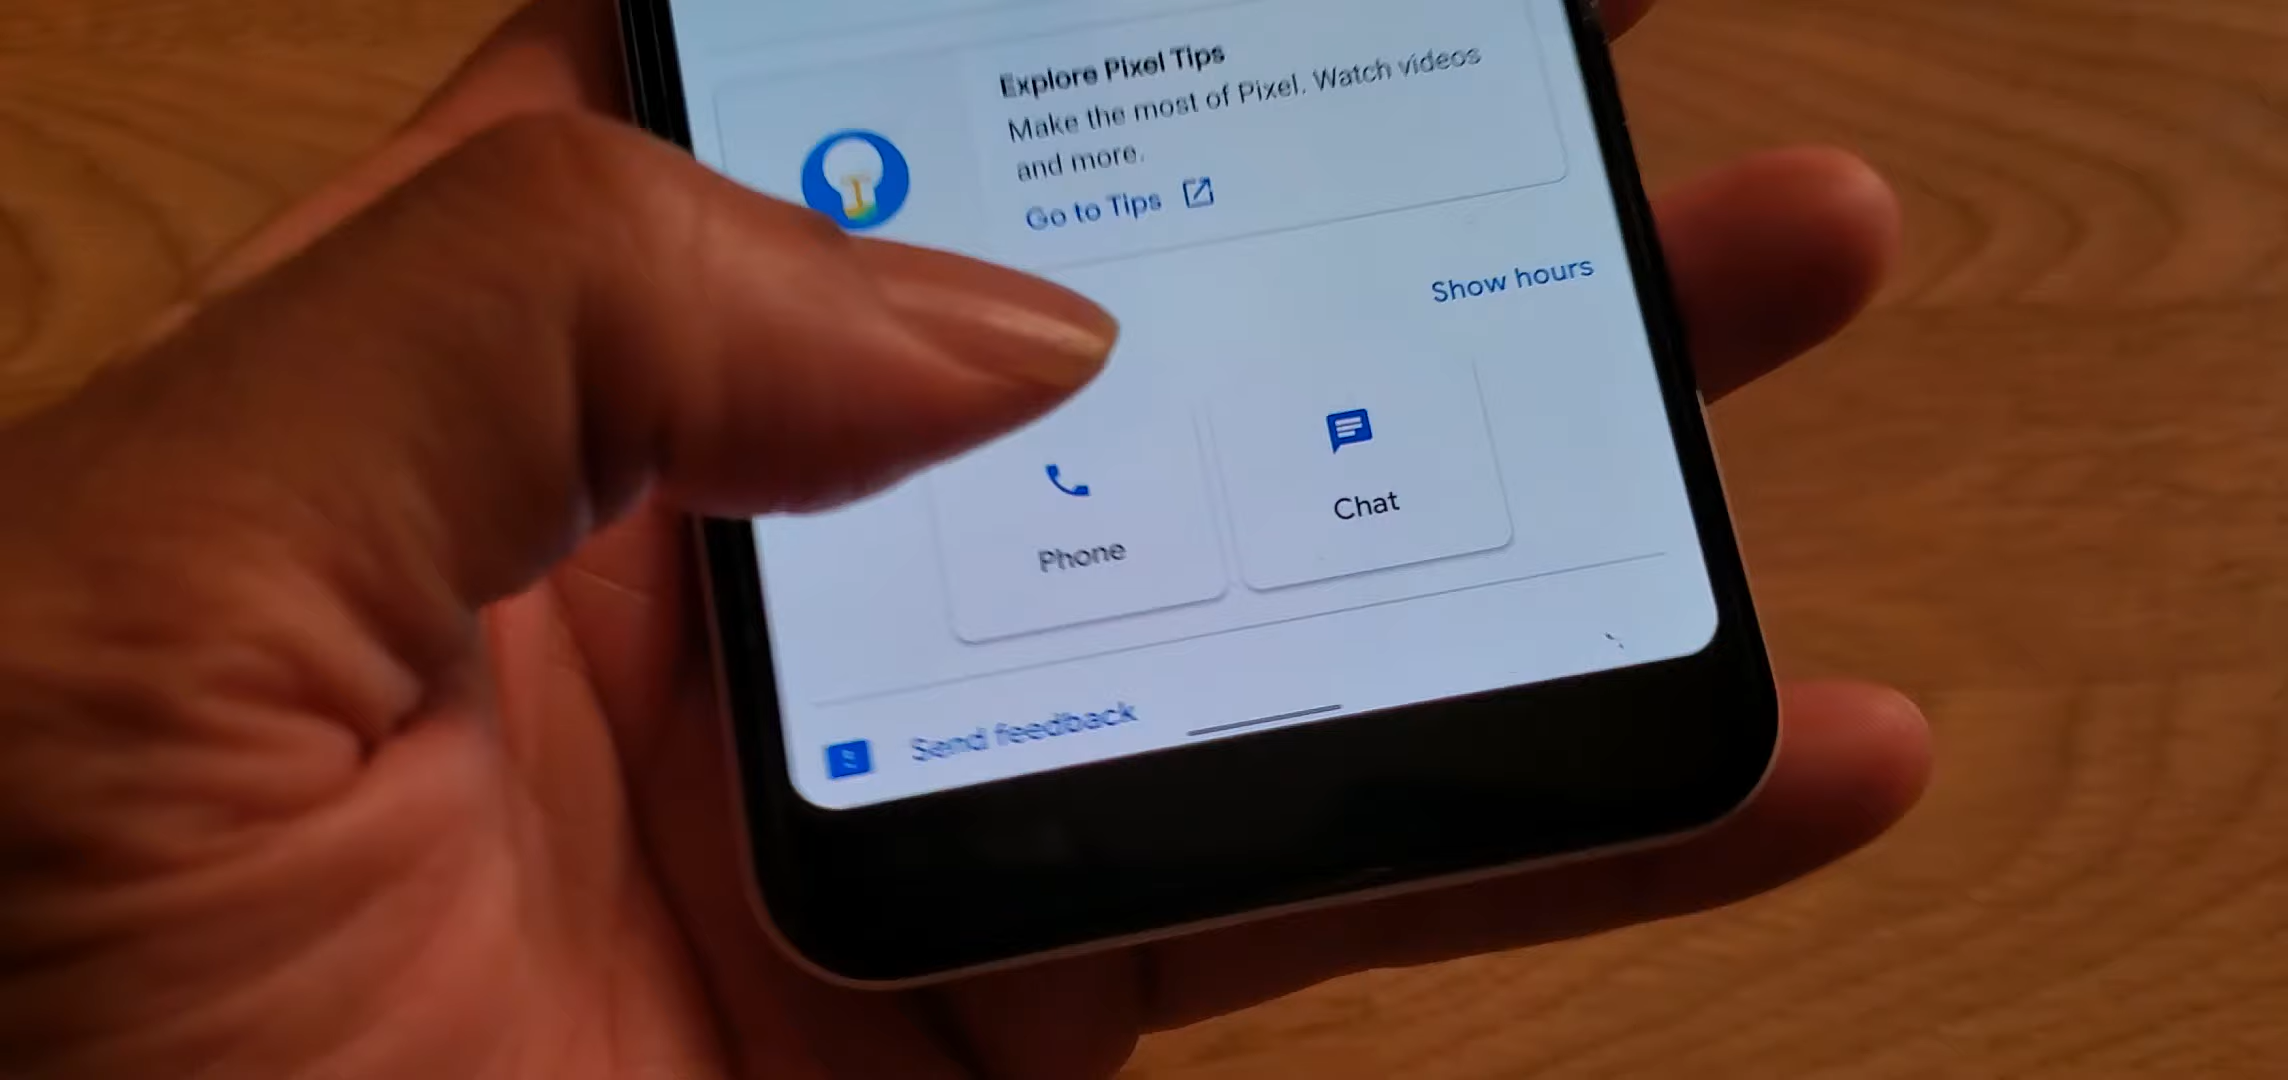 Explore Pixel Tips
Make the most of Pixel. Watch videos
and more.
Go to Tips
Show hours
Phone
Chat
Send feedback